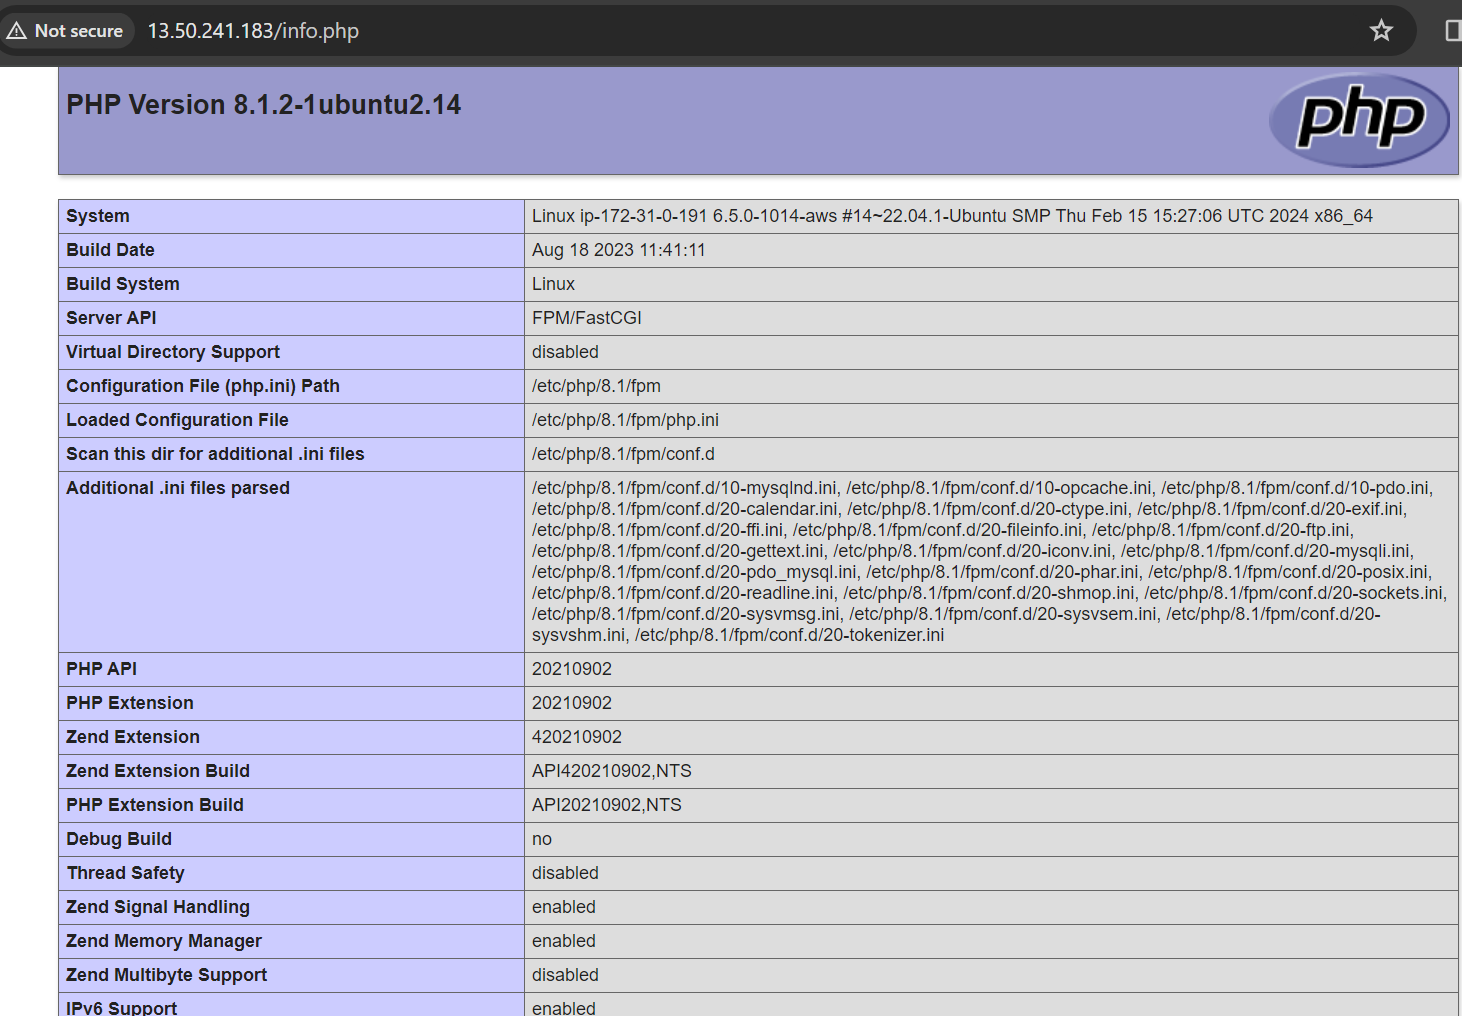 Not secure 13.50.241.183/info.php
PHP Version 8.1.2-1ubuntu2.14
php
System Linux ip-172-31-0-191 6.5.0-1014-aws #14~22.04.1-Ubuntu SMP Thu Feb 15 15:27:06 UTC 2024 x86_64
Build Date Aug 18 2023 11:41:11
Build System Linux
Server API FPM/FastCGI
Virtual Directory Support disabled
Configuration File (php.ini) Path /etc/php/8.1/fpm
Loaded Configuration File /etc/php/8.1/fpm/php.ini
Scan this dir for additional .ini files /etc/php/8.1/fpm/conf.d
Additional .ini files parsed /etc/php/8.1/fpm/conf.d/10-mysqlnd.ini, /etc/php/8.1/fpm/conf.d/10-opcache.ini, /etc/php/8.1/fpm/conf.d/10-pdo.ini,
/etc/php/8.1/fpm/conf.d/20-calendar.ini, /etc/php/8.1/fpm/conf.d/20-ctype.ini, /etc/php/8.1/fpm/conf.d/20-exif.ini,
/etc/php/8.1/fpm/conf.d/20-ffi.ini, /etc/php/8.1/fpm/conf.d/20-fileinfo.ini, /etc/php/8.1/fpm/conf.d/20-ftp.ini,
/etc/php/8.1/fpm/conf.d/20-gettext.ini, /etc/php/8.1/fpm/conf.d/20-iconv.ini, /etc/php/8.1/fpm/conf.d/20-mysqli.ini,
/etc/php/8.1/fpm/conf.d/20-pdo_mysql.ini, /etc/php/8.1/fpm/conf.d/20-phar.ini, /etc/php/8.1/fpm/conf.d/20-posix.ini,
/etc/php/8.1/fpm/conf.d/20-readline.ini, /etc/php/8.1/fpm/conf.d/20-shmop.ini, /etc/php/8.1/fpm/conf.d/20-sockets.ini,
/etc/php/8.1/fpm/conf.d/20-sysvmsg.ini, /etc/php/8.1/fpm/conf.d/20-sysvsem.ini, /etc/php/8.1/fpm/conf.d/20-
sysvshm.ini, /etc/php/8.1/fpm/conf.d/20-tokenizer.ini
PHP API 20210902
PHP Extension 20210902
Zend Extension 420210902
Zend Extension Build API420210902,NTS
PHP Extension Build API20210902,NTS
Debug Build no
Thread Safety disabled
Zend Signal Handling enabled
Zend Memory Manager enabled
Zend Multibyte Support disabled
IPv6 Support enabled